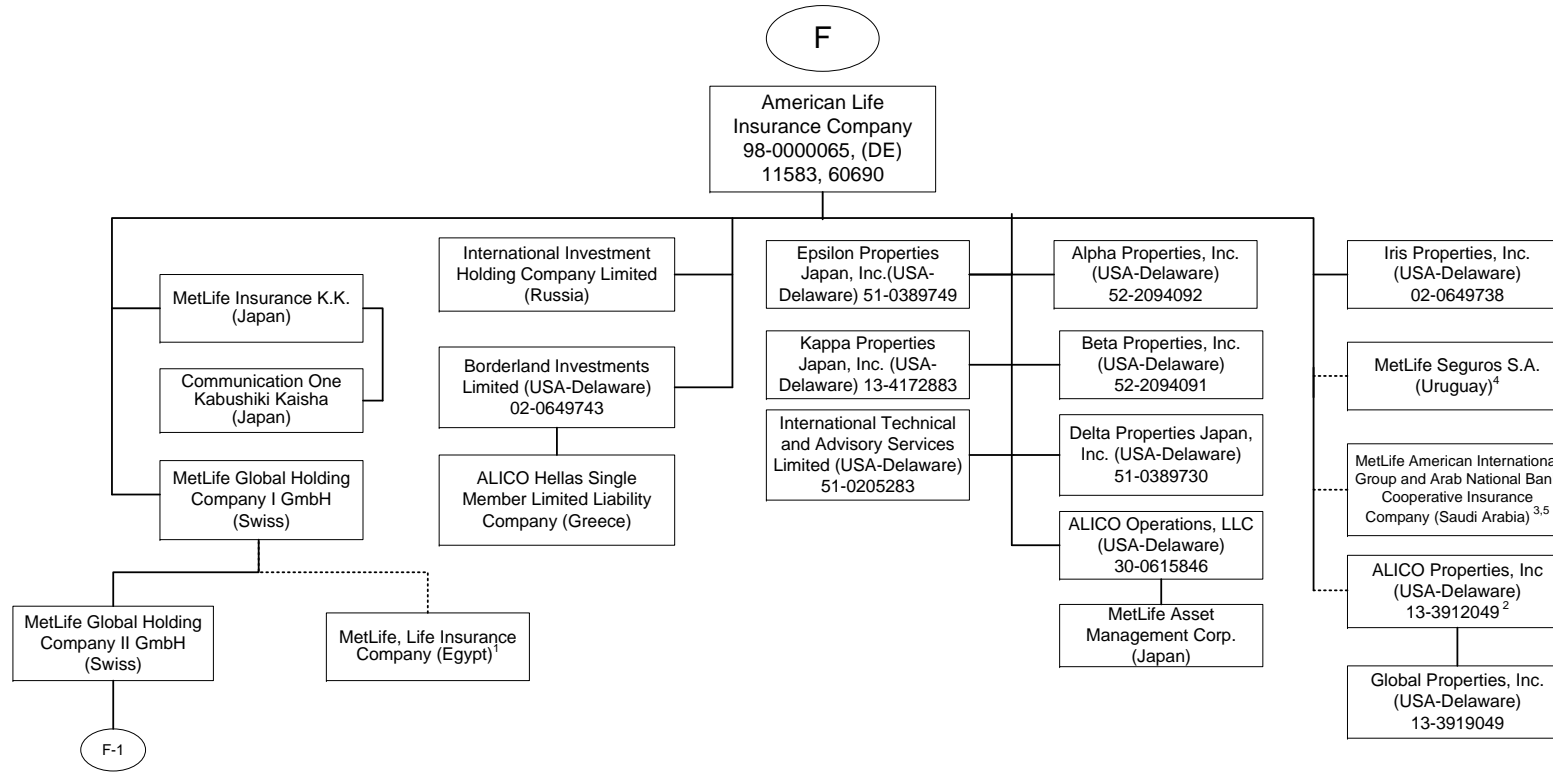 F
American Life
Insurance Company
98-0000065, (DE)
11583, 60690
MetLife Insurance K.K.
(Japan)
Communication One
Kabushiki Kaisha
(Japan)
MetLife Global Holding
Company I GmbH
(Swiss)
MetLife Global Holding
Company II GmbH
(Swiss)
F-1
MetLife, Life Insurance
Company (Egypt)1
International Investment
Holding Company Limited
(Russia)
Borderland Investments
Limited (USA-Delaware)
02-0649743
ALICO Hellas Single
Member Limited Liability
Company (Greece)
Epsilon Properties
Japan, Inc.(USA-
Delaware) 51-0389749
Kappa Properties
Japan, Inc. (USA-
Delaware) 13-4172883
International Technical
and Advisory Services
Limited (USA-Delaware)
51-0205283
Alpha Properties, Inc.
(USA-Delaware)
52-2094092
Beta Properties, Inc.
(USA-Delaware)
52-2094091
Delta Properties Japan,
Inc. (USA-Delaware)
51-0389730
ALICO Operations, LLC
(USA-Delaware)
30-0615846
MetLife Asset
Management Corp.
(Japan)
Iris Properties, Inc.
(USA-Delaware)
02-0649738
MetLife Seguros S.A.
(Uruguay)4
MetLife American
Group and Arab National
Cooperative Insurance
Company (Saudi Arabia) 3,5
ALICO Properties, Inc
(USA-Delaware)
13-3912049 2
Global Properties, Inc.
(USA-Delaware)
13-3919049